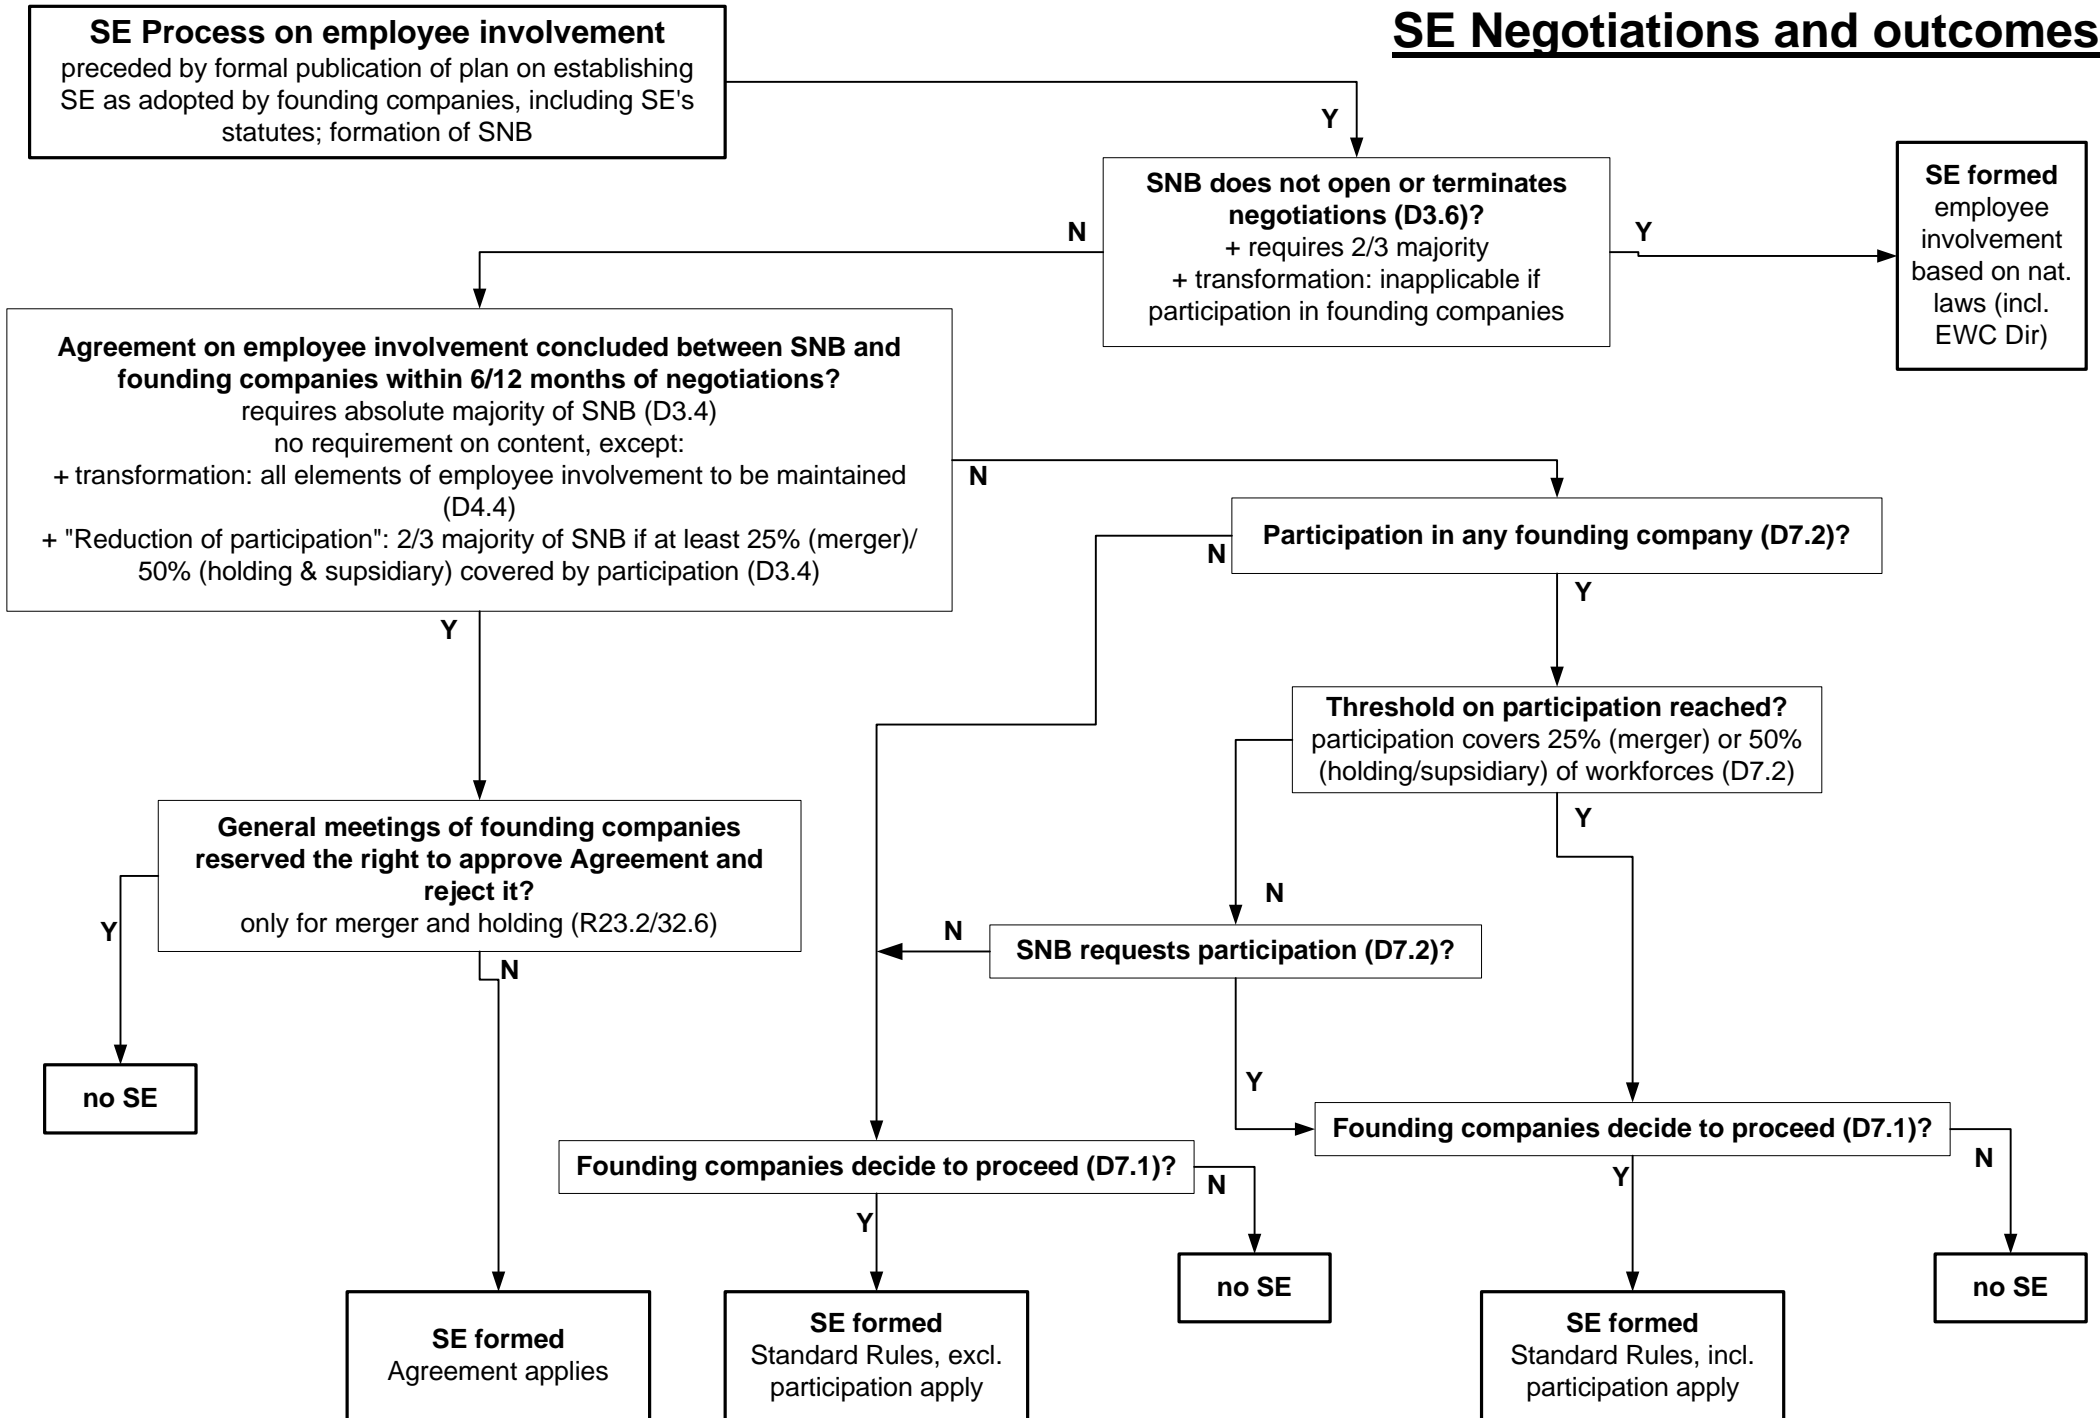 SE Negotiations and outcomes
SE Process on employee involvement
preceded by formal publication of plan on establishing
SE as adopted by founding companies, including SE's
statutes; formation of SNB
Y
SNB does not open or terminates
negotiations (D3.6)?
+ requires 2/3 majority
+ transformation: inapplicable if
participation in founding companies
N
Y
SE formed
employee
involvement
based on nat.
laws (incl.
EWC Dir)
Agreement on employee involvement concluded between SNB and
founding companies within 6/12 months of negotiations?
requires absolute majority of SNB (D3.4)
no requirement on content, except:
+ transformation: all elements of employee involvement to be maintained
(D4.4)
+ "Reduction of participation": 2/3 majority of SNB if at least 25% (merger)/
50% (holding & supsidiary) covered by participation (D3.4)
N
Y
Participation in any founding company (D7.2)?
N
Y
Threshold on participation reached?
participation covers 25% (merger) or 50%
(holding/supsidiary) of workforces (D7.2)
Y
N
General meetings of founding companies
reserved the right to approve Agreement and
reject it?
only for merger and holding (R23.2/32.6)
Y
N
SNB requests participation (D7.2)?
N
Y
no SE
Founding companies decide to proceed (D7.1)?
N
Y
Founding companies decide to proceed (D7.1)?
N
Y
no SE
no SE
SE formed
Agreement applies
SE formed
Standard Rules, excl.
participation apply
SE formed
Standard Rules, incl.
participation apply